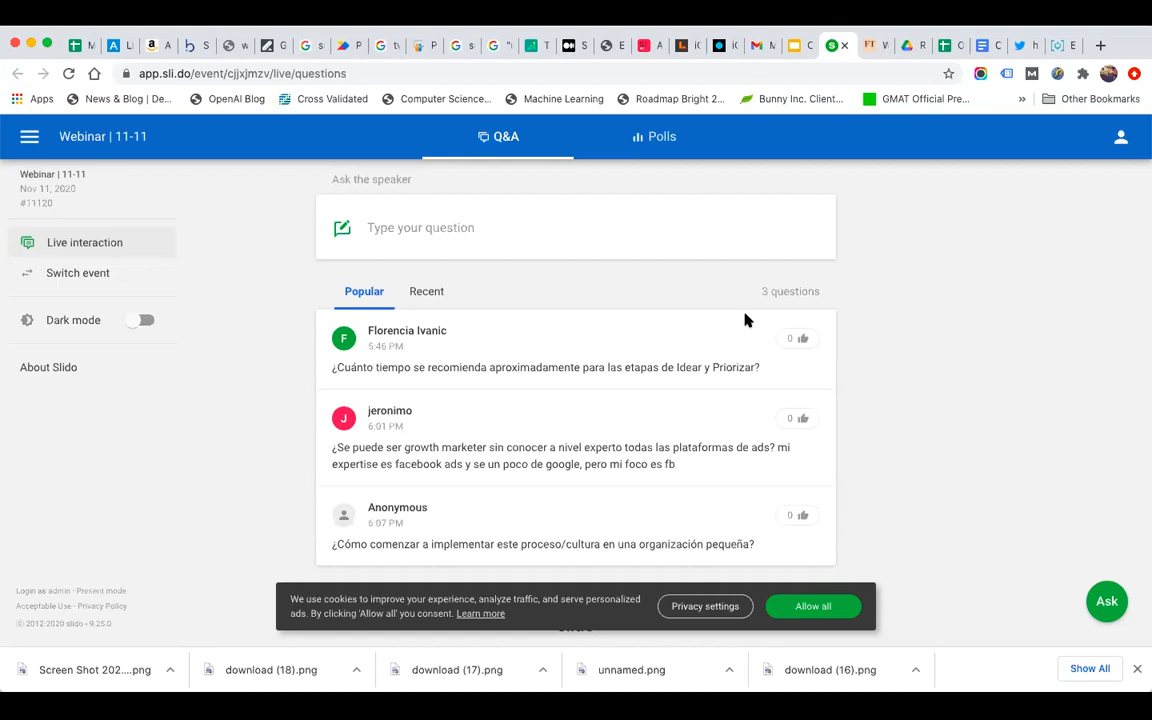 M
Li
A
S
w
G
s
P
tv
P
s
"
T
S
E
A
iC
iC
M
C
W
R
C
C
h
E
app.sli.do/event/cjjxjmzv/live/questions
Apps
News & Blog | De...
OpenAI Blog
Cross Validated
Computer Science...
Machine Learning
Roadmap Bright 2...
Bunny Inc. Client...
GMAT Official Pre...
»
Other Bookmarks
Webinar | 11-11
Q&A
Polls
Webinar | 11-11
Nov 11, 2020
#11120
Live interaction
Switch event
Dark mode
About Slido
Ask the speaker
Type your question
Popular
Recent
3 questions
F
Florencia Ivanic
5:46 PM
0
¿Cuánto tiempo se recomienda aproximadamente para las etapas de Idear y Priorizar?
J
jeronimo
6:01 PM
0
¿Se puede ser growth marketer sin conocer a nivel experto todas las plataformas de ads? mi
expertise es facebook ads y se un poco de google, pero mi foco es fb
Anonymous
6:07 PM
0
¿Cómo comenzar a implementar este proceso/cultura en una organización pequeña?
Login as admin - Present mode
Acceptable Use - Privacy Policy
© 2012-2020 slido - 9.25.0
We use cookies to improve your experience, analyze traffic, and serve personalized
ads. By clicking 'Allow all' you consent. Learn more
Privacy settings
Allow all
Ask
Screen Shot 202....png
download (18).png
download (17).png
unnamed.png
download (16).png
Show All